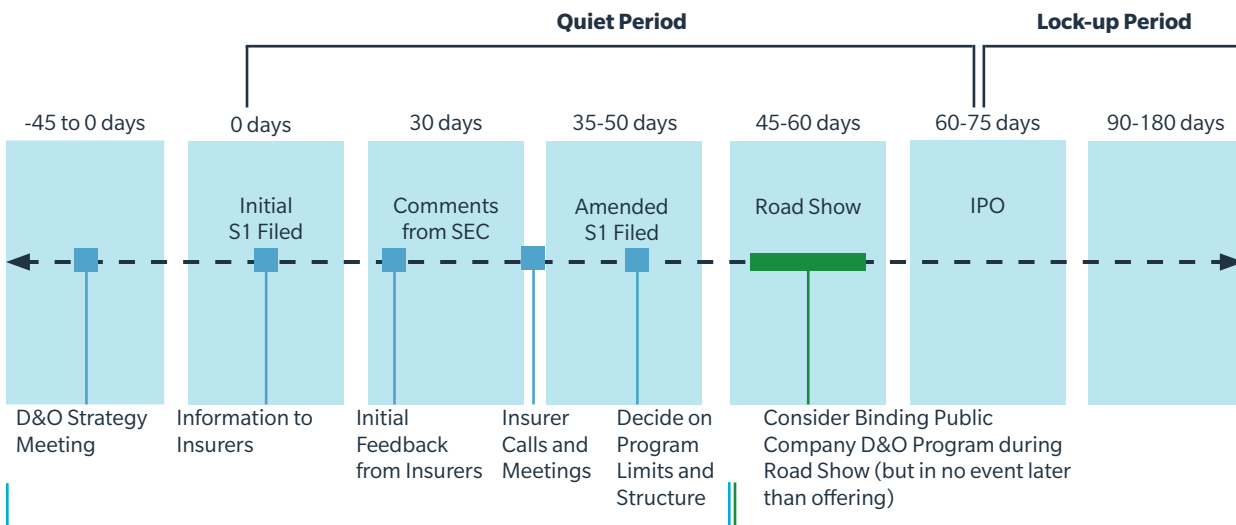 Quiet Period
Lock-up Period
-45 to 0 days
0 days
30 days
35-50 days
45-60 days
60-75 days
90-180 days
Initial
S1 Filed
Comments
from SEC
Amended
S1 Filed
Road Show
IPO
D&O Strategy
Meeting
Information to
Insurers
Initial
Feedback
from Insurers
Insurer
Calls and
Meetings
Decide on
Program
Limits and
Structure
Consider Binding Public
Company D&O Program during
Road Show (but in no event later
than offering)